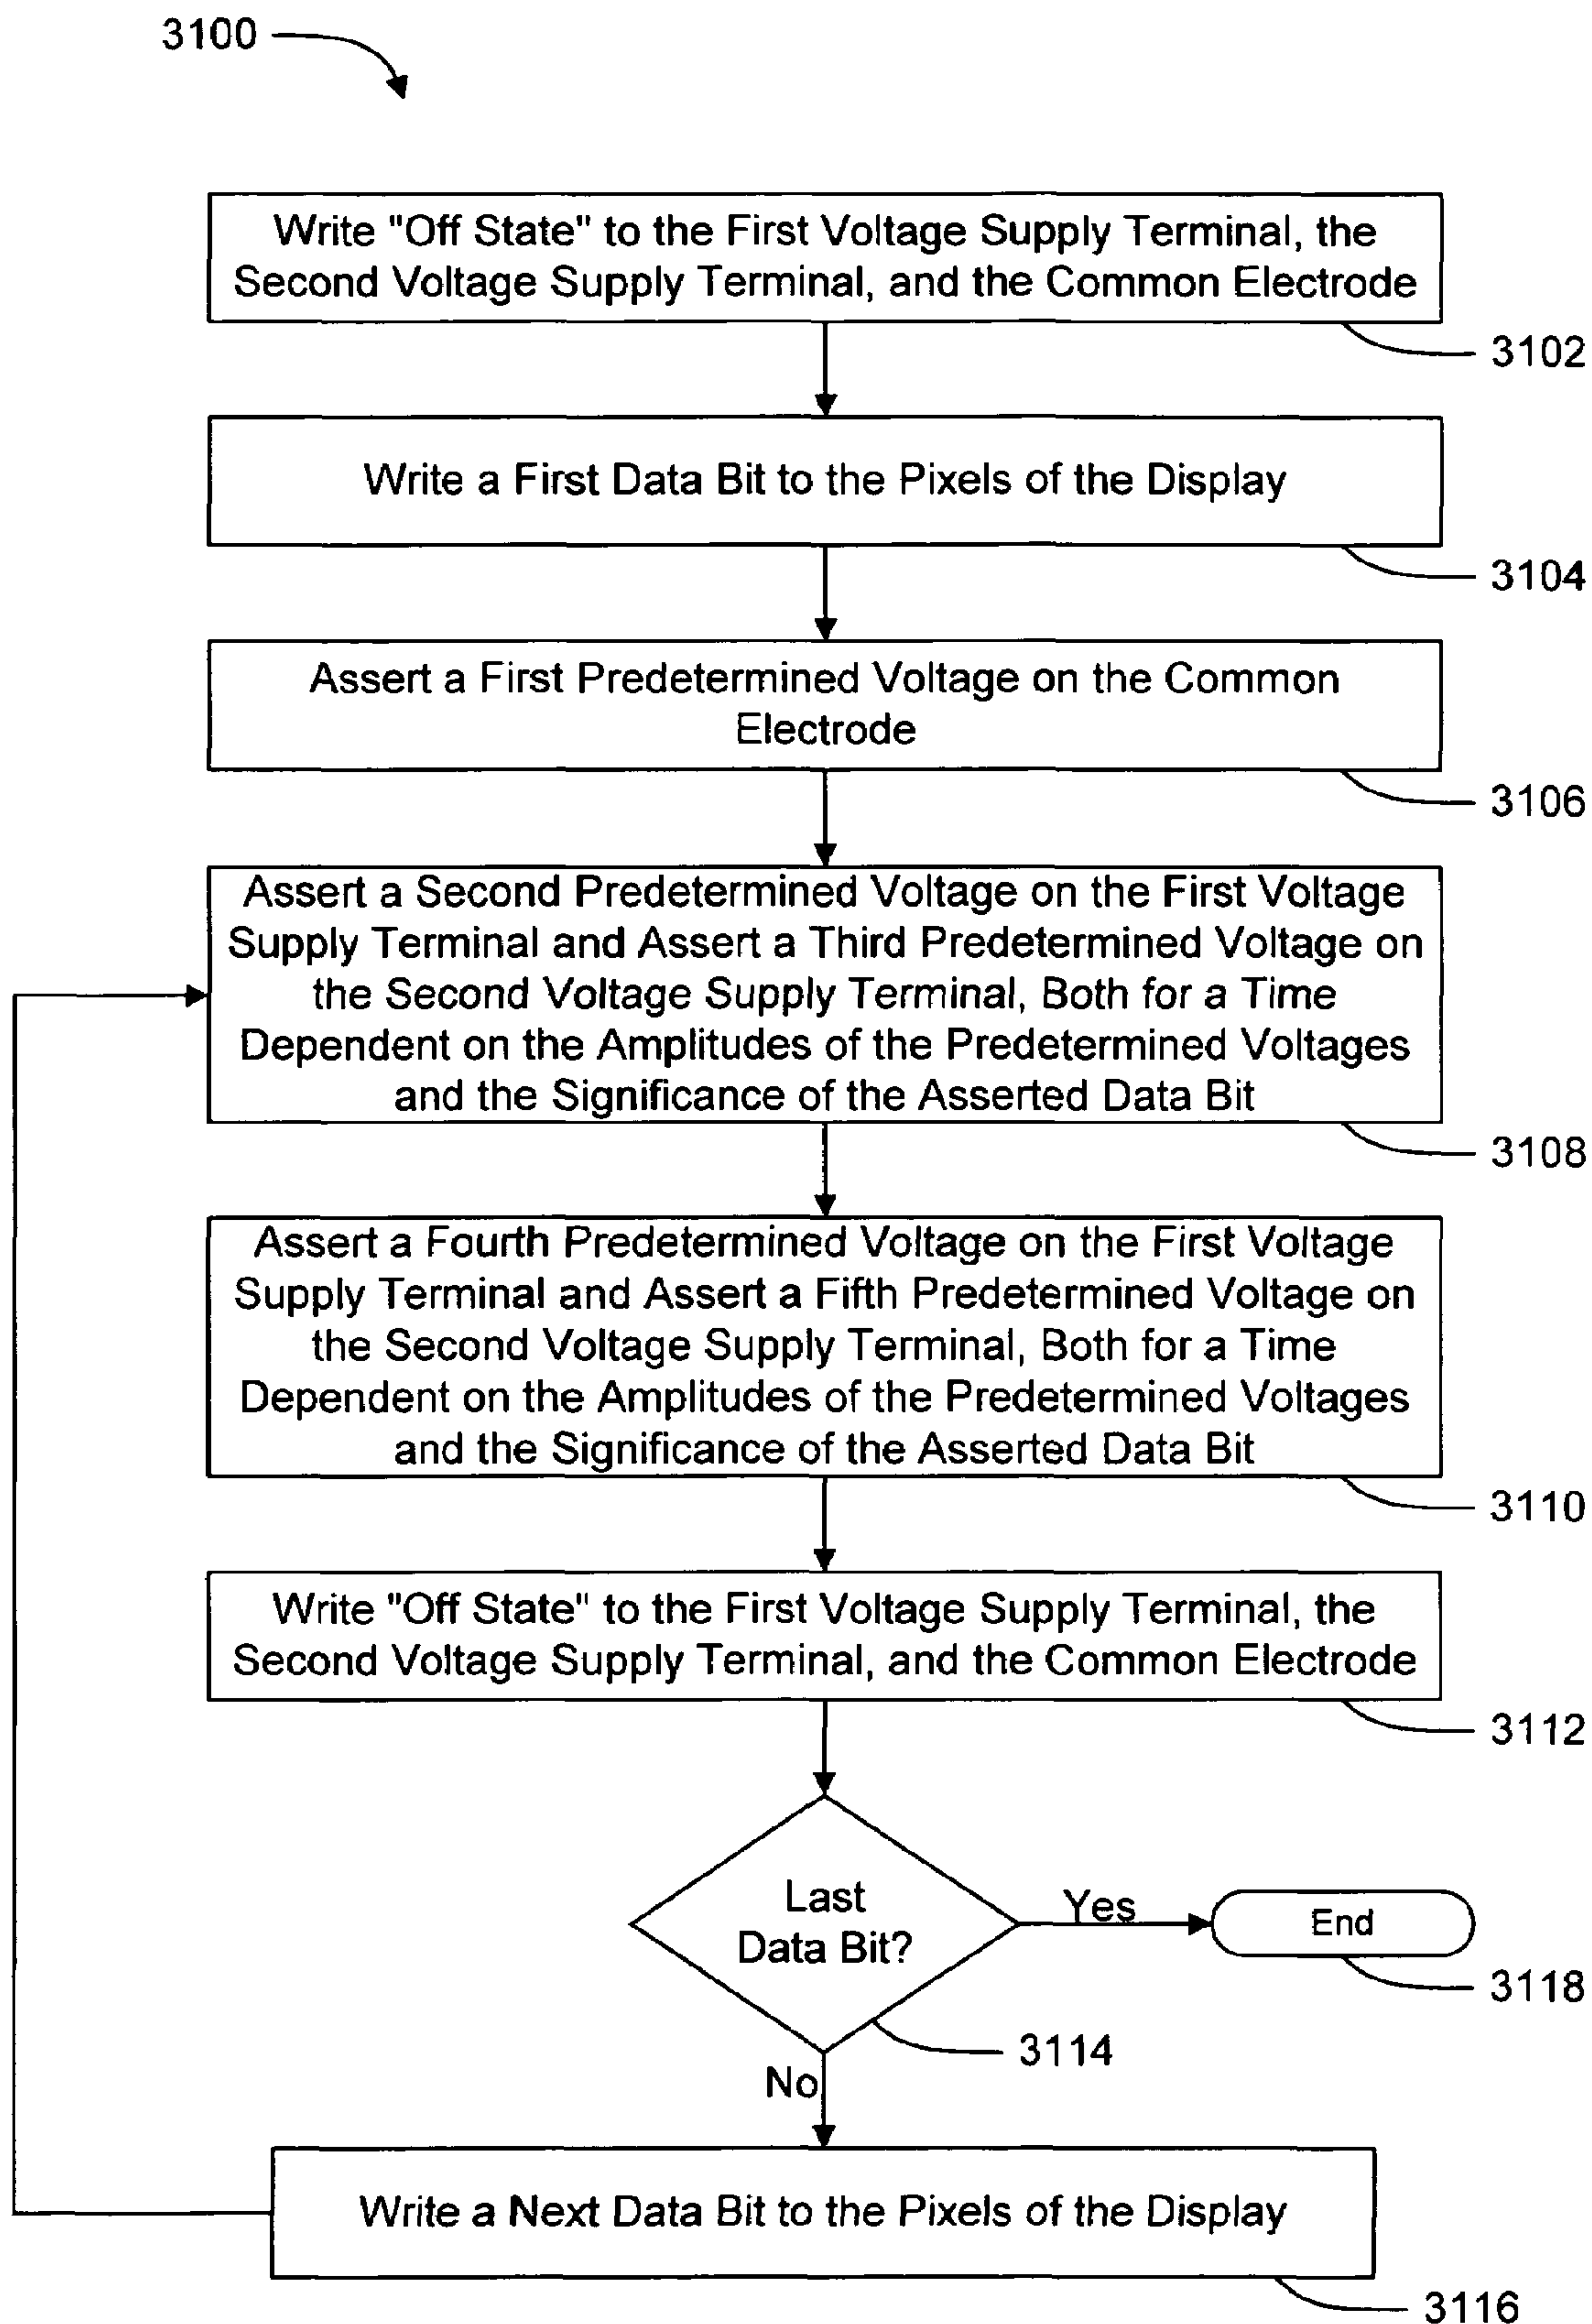 3100
Write "Off State" to the First Voltage Supply Terminal, the
Second Voltage Supply Terminal, and the Common Electrode
3102
Write a First Data Bit to the Pixels of the Display
3104
Assert a First Predetermined Voltage on the Common
Electrode
3106
Assert a Second Predetermined Voltage on the First Voltage
Supply Terminal and Assert a Third Predetermined Voltage on
the Second Voltage Supply Terminal, Both for a Time
Dependent on the Amplitudes of the Predetermined Voltages
and the Significance of the Asserted Data Bit
3108
Assert a Fourth Predetermined Voltage on the First Voltage
Supply Terminal and Assert a Fifth Predetermined Voltage on
the Second Voltage Supply Terminal, Both for a Time
Dependent on the Amplitudes of the Predetermined Voltages
and the Significance of the Asserted Data Bit
3110
Write "Off State" to the First Voltage Supply Terminal, the
Second Voltage Supply Terminal, and the Common Electrode
3112
Last
Data Bit?
Yes
End
3118
3114
No
Write a Next Data Bit to the Pixels of the Display
3116